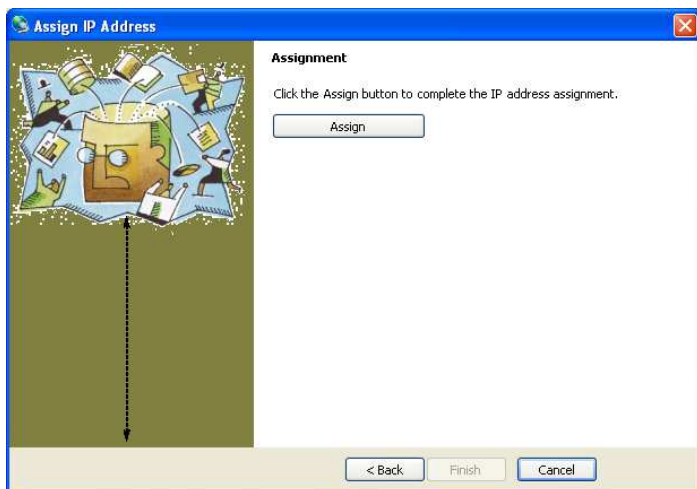 Assign IP Address
Assignment
Click the Assign button to complete the IP address assignment.
Assign
< Back
Finish
Cancel